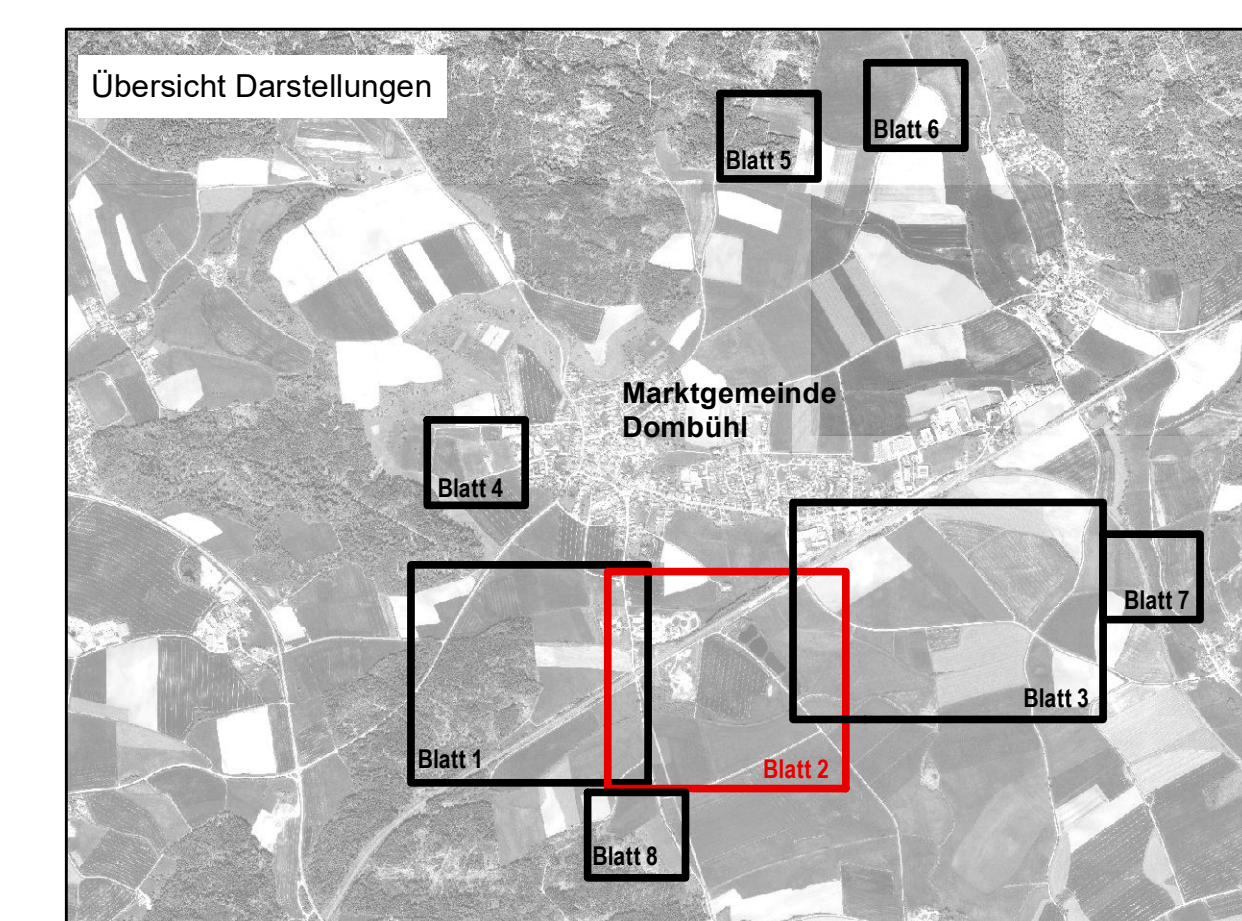 Übersicht Darstellungen
Blatt 6
Blatt 5
Marktgemeinde
Dombühl
Blatt 4
Blatt 7
Blatt 3
Blatt 1
Blatt 2
Blatt 8